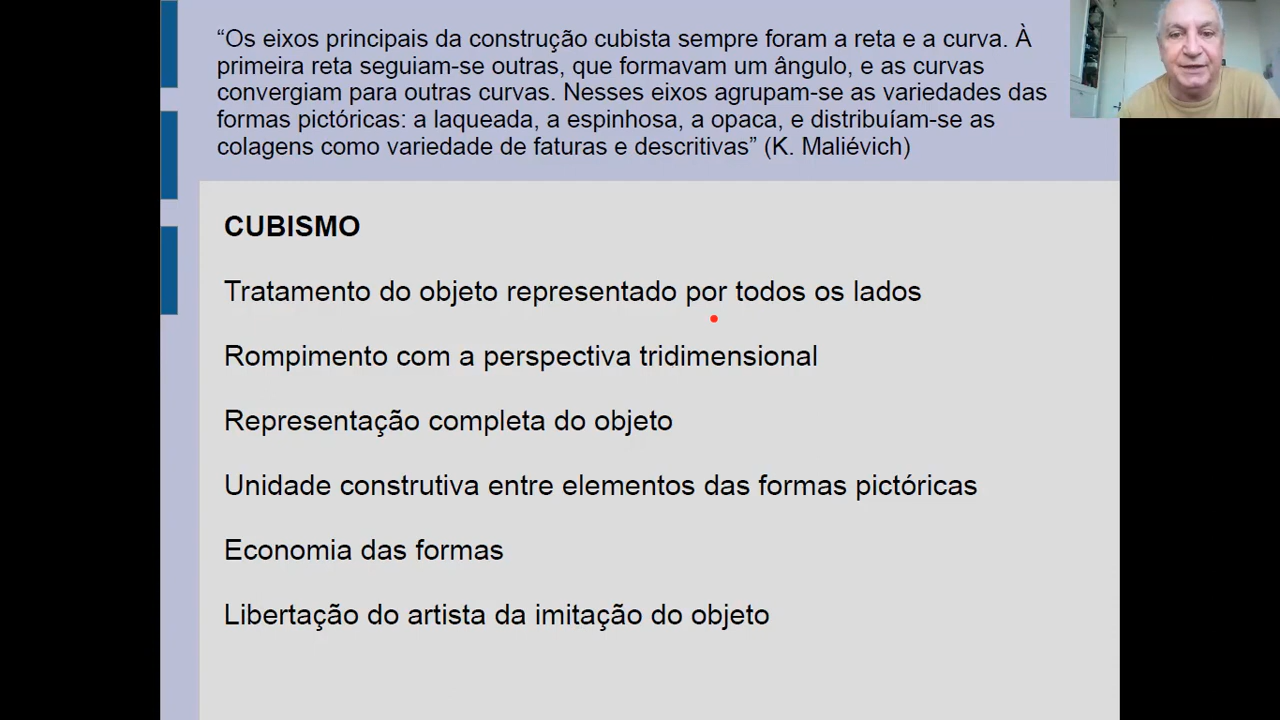 “Os eixos principais da construção cubista sempre foram a reta e a curva. À
primeira reta seguiam-se outras, que formavam um ângulo, e as curvas
convergiam para outras curvas. Nesses eixos agrupam-se as variedades das
formas pictóricas: a laqueada, a espinhosa, a opaca, e distribuíam-se as
colagens como variedade de faturas e descritivas” (K. Maliévich)
CUBISMO
Tratamento do objeto representado por todos os lados
Rompimento com a perspectiva tridimensional
Representação completa do objeto
Unidade construtiva entre elementos das formas pictóricas
Economia das formas
Libertação do artista da imitação do objeto